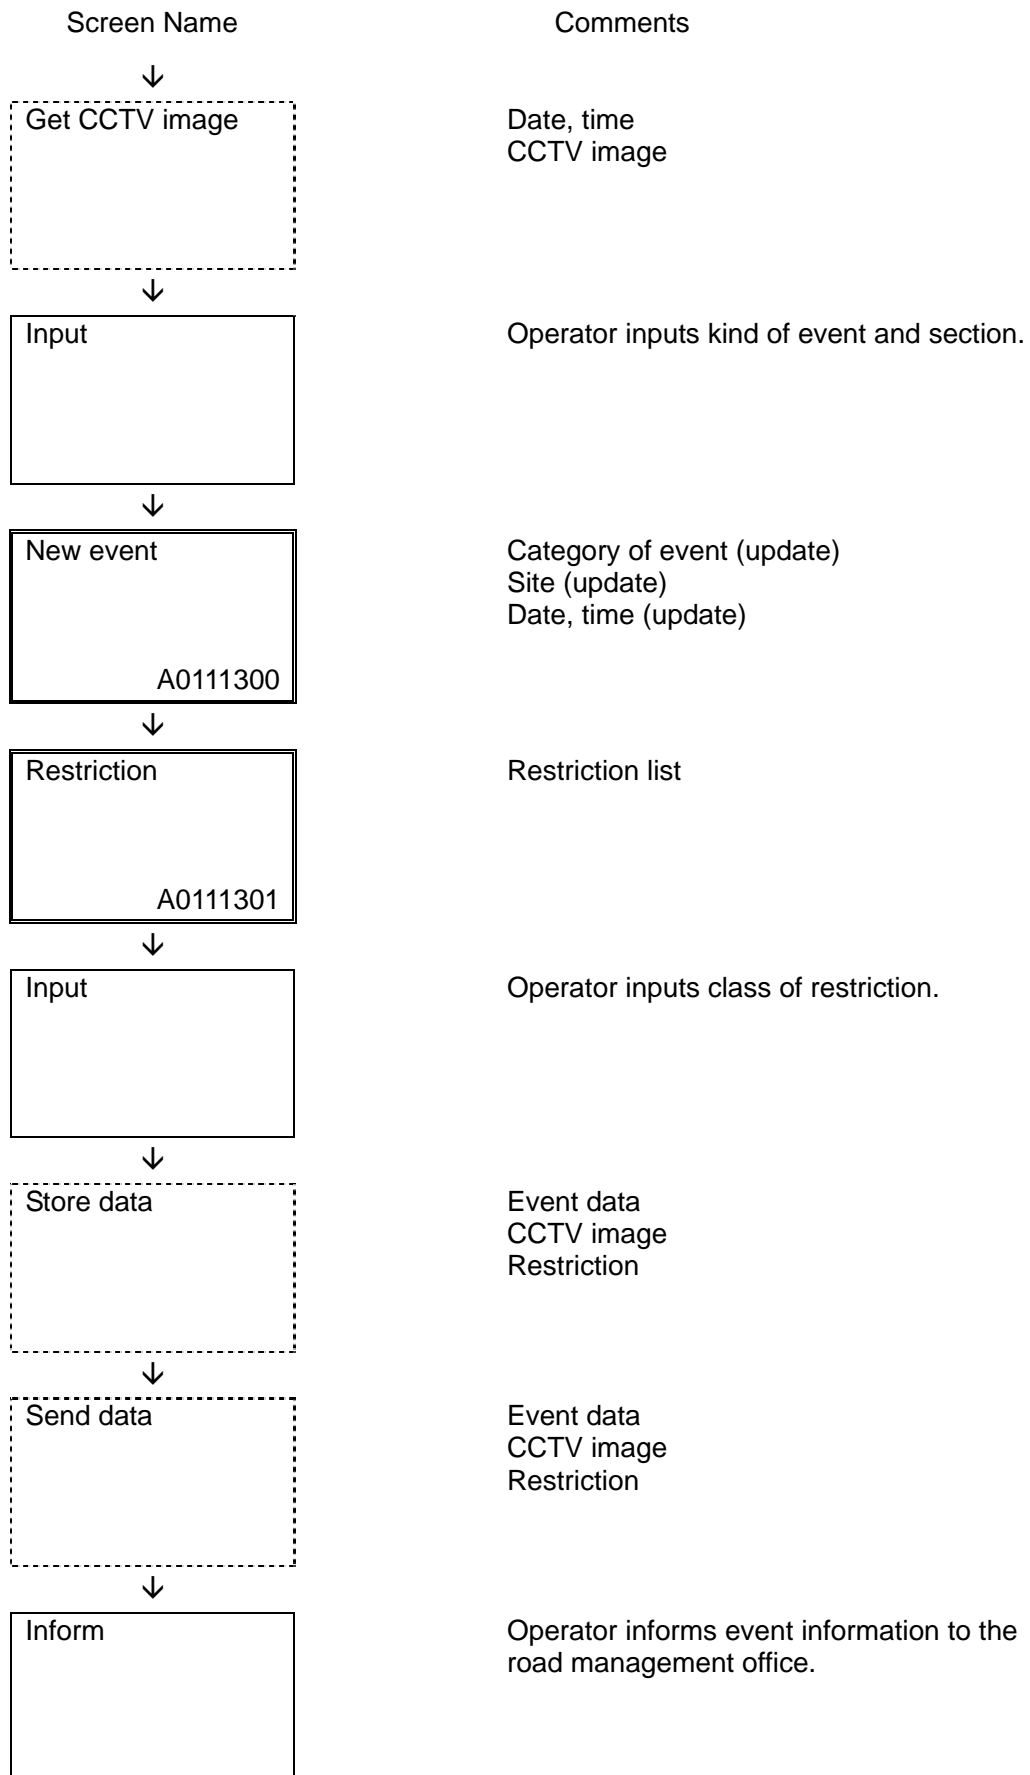 Screen Name Comments
Get CCTV image Date, time
CCTV image
Input Operator inputs kind of event and section.
New event Category of event (update)
Site (update)
Date, time (update)
A0111300
Restriction Restriction list
A0111301
Input Operator inputs class of restriction.
Store data Event data
CCTV image
Restriction
Send data Event data
CCTV image
Restriction
Inform Operator informs event information to the
road management office.